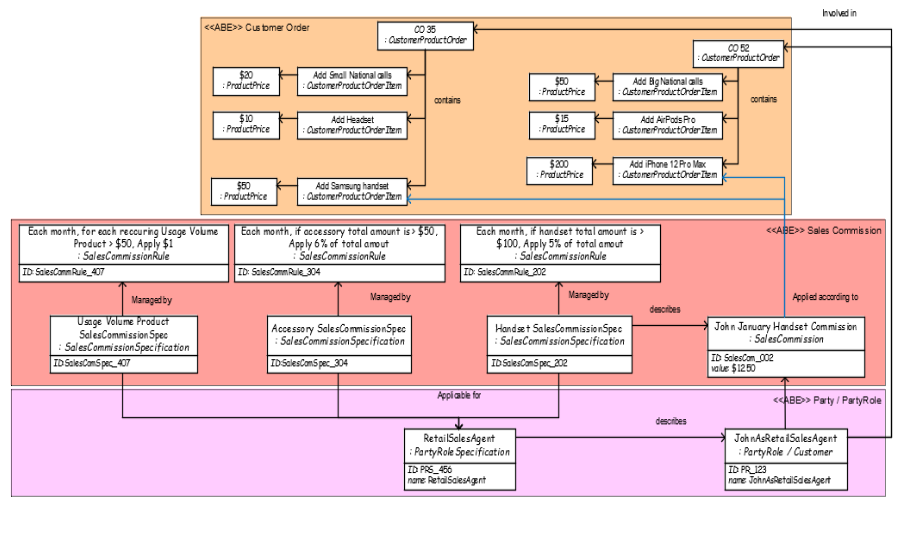 Involved in
<<ABE>> Customer Order
CO 35
: CustomerProductOrder
CO 52
: CustomerProductOrder
$20
: ProductPrice
Add Small National calls
: CustomerProductOrderItem
$50
: ProductPrice
Add Big National calls
: CustomerProductOrderItem
contains
contains
$10
: ProductPrice
Add Headset
: CustomerProductOrderItem
$15
: ProductPrice
Add AirPods Pro
: CustomerProductOrderItem
$200
: ProductPrice
Add iPhone 12 Pro Max
: CustomerProductOrderItem
$50
: ProductPrice
Add Samsung handset
: CustomerProductOrderItem
<<ABE>> Sales Commission
Each month, for each reccuring Usage Volume
Product > $50, Apply $1
: SalesCommissionRule
ID: SalesCommRule_407
Each month, if accessory total amount is > $50,
Apply 6% of total amout
: SalesCommissionRule
ID: SalesCommRule_304
Each month, if handset total amount is >
$100, Apply 5% of total amout
: SalesCommissionRule
ID: SalesCommRule_202
Managed by
Managed by
Managed by
Applied according to
describes
Usage Volume Product
SalesCommissionSpec
: SalesCommissionSpecification
ID:SalesComSpec_407
Accessory SalesCommissionSpec
: SalesCommissionSpecification
ID:SalesComSpec_304
Handset SalesCommissionSpec
: SalesCommissionSpecification
ID:SalesComSpec_202
John January Handset Commission
: SalesCommission
ID: SalesCom_002
value: $1250
Applicable for
<<ABE>> Party / PartyRole
describes
RetailSalesAgent
: PartyRoleSpecification
ID: PRS_456
name: RetailSalesAgent
JohnAsRetailSalesAgent
: PartyRole / Customer
ID: PR_123
name: JohnAsRetailSalesAgent